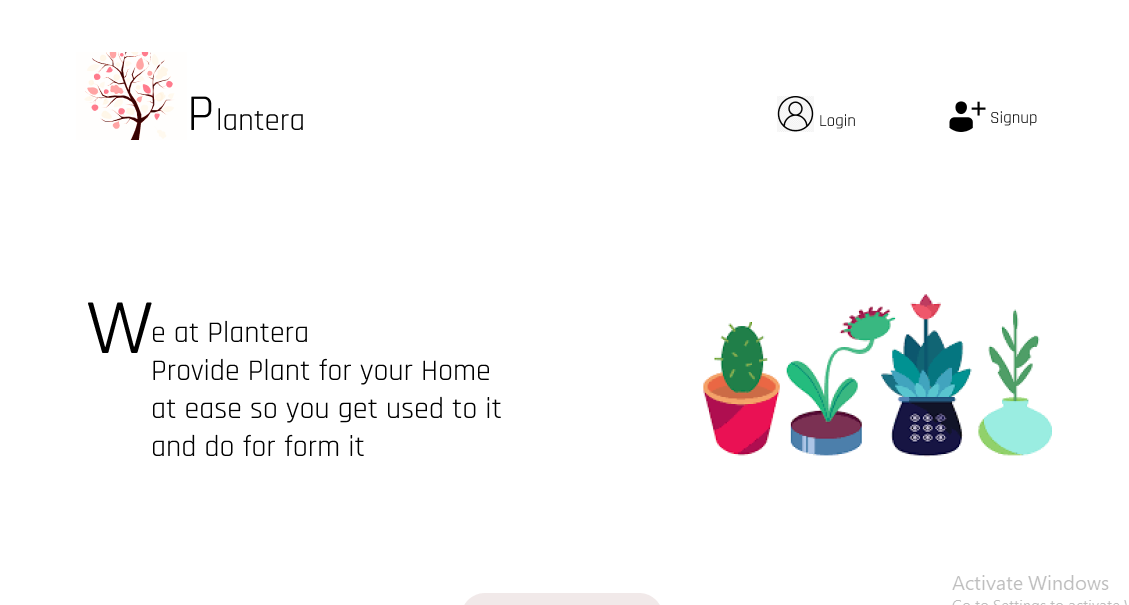 Plantera
Login
Signup
We at Plantera
Provide Plant for your Home
at ease so you get used to it
and do for form it
Activate Windows
Go to Settings to activate